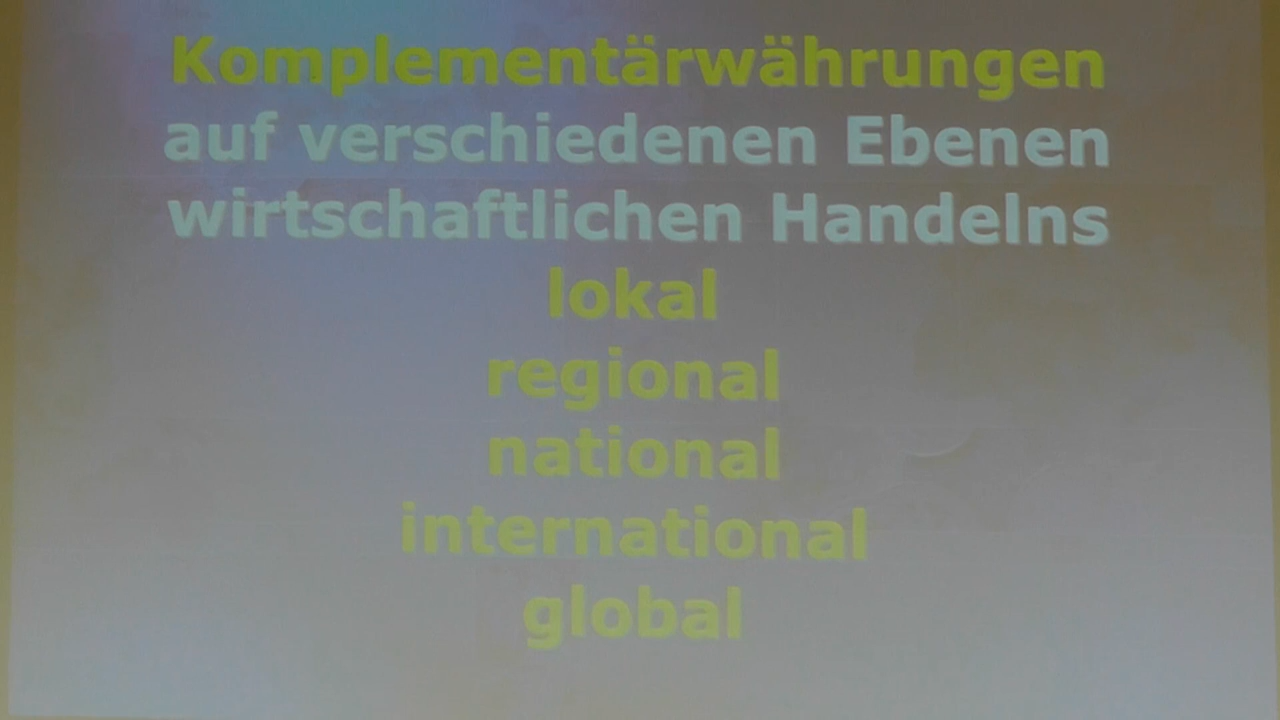 Komplementärwährungen
auf verschiedenen Ebenen
wirtschaftlichen Handelns
lokal
regional
national
international
global